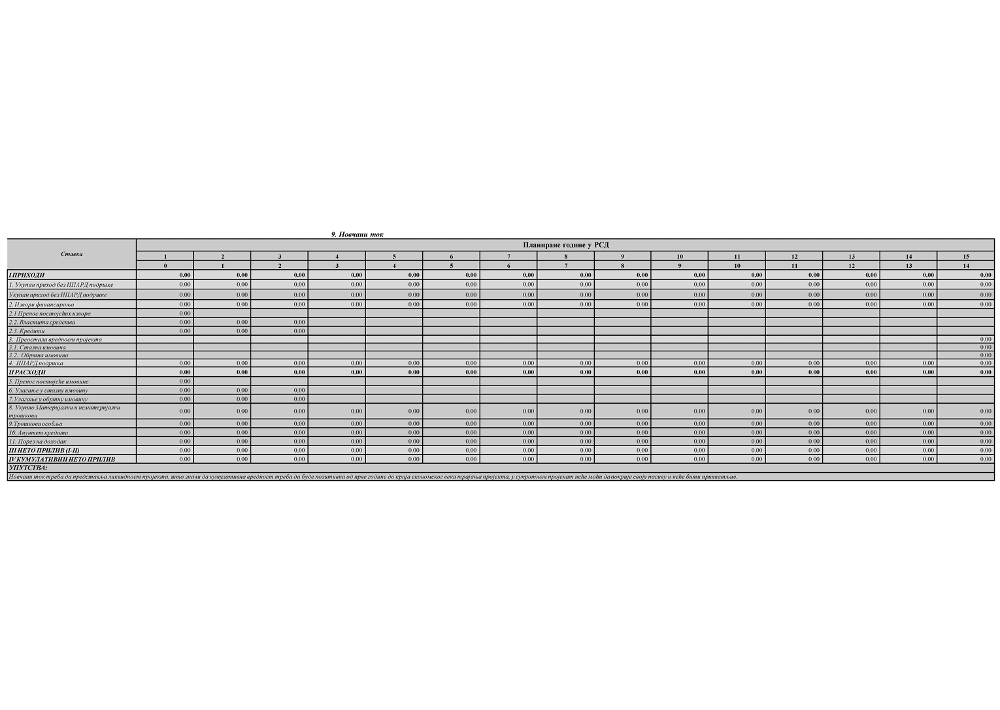 9. Новчани ток
Ставка
Планиране године у РСД
1 2 3 4 5 6 7 8 9 10 11 12 13 14 15
0 1 2 3 4 5 6 7 8 9 10 11 12 13 14
I ПРИХОДИ 0.00 0.00 0.00 0.00 0.00 0.00 0.00 0.00 0.00 0.00 0.00 0.00 0.00 0.00 0.00
1. Укупан приход без ИПАРД подршке 0.00 0.00 0.00 0.00 0.00 0.00 0.00 0.00 0.00 0.00 0.00 0.00 0.00 0.00 0.00
Укупан приход без ИПАРД подршке 0.00 0.00 0.00 0.00 0.00 0.00 0.00 0.00 0.00 0.00 0.00 0.00 0.00 0.00 0.00
2. Извори финансирања 0.00 0.00 0.00 0.00 0.00 0.00 0.00 0.00 0.00 0.00 0.00 0.00 0.00 0.00 0.00
2.1 Пренос постојећих извора 0.00
2.2. Властита средства 0.00 0.00 0.00
2.3. Кредити 0.00 0.00 0.00
3. Преостала вредност пројекта 0.00
3.1. Стална имовина 0.00
3.2. Обртна имовина 0.00
4. ИПАРД подршка 0.00 0.00 0.00 0.00 0.00 0.00 0.00 0.00 0.00 0.00 0.00 0.00 0.00 0.00 0.00
II РАСХОДИ 0.00 0.00 0.00 0.00 0.00 0.00 0.00 0.00 0.00 0.00 0.00 0.00 0.00 0.00 0.00
5. Пренос постојеће имовине 0.00
6. Улагање у сталну имовину 0.00 0.00 0.00
7.Улагање у обртну имовину 0.00 0.00 0.00
8. Укупно Материјални и нематеријални
трошкови 0.00 0.00 0.00 0.00 0.00 0.00 0.00 0.00 0.00 0.00 0.00 0.00 0.00 0.00 0.00
9.Трошкови особља 0.00 0.00 0.00 0.00 0.00 0.00 0.00 0.00 0.00 0.00 0.00 0.00 0.00 0.00 0.00
10. Ануитет кредита 0.00 0.00 0.00 0.00 0.00 0.00 0.00 0.00 0.00 0.00 0.00 0.00 0.00 0.00 0.00
11. Порез на доходак 0.00 0.00 0.00 0.00 0.00 0.00 0.00 0.00 0.00 0.00 0.00 0.00 0.00 0.00 0.00
III НЕТО ПРИЛИВ (I-II) 0.00 0.00 0.00 0.00 0.00 0.00 0.00 0.00 0.00 0.00 0.00 0.00 0.00 0.00 0.00
IV КУМУЛАТИВНИ НЕТО ПРИЛИВ 0.00 0.00 0.00 0.00 0.00 0.00 0.00 0.00 0.00 0.00 0.00 0.00 0.00 0.00 0.00
УПУТСТВА:
Новчани ток треба да представља ликвидност пројекта, што значи да кумулативна вредност треба да буде позитивна од прве године до краја економског века трајања пројекта, у супротном пројекат неће моћи да покрије своју пасиву и неће бити прихватљив.